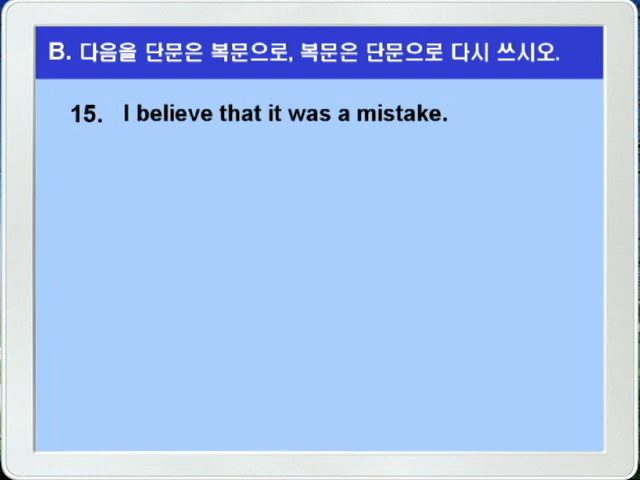 B. 다음을 단문은 복문으로, 복문은 단문으로 다시 쓰시오.
15. I believe that it was a mistake.